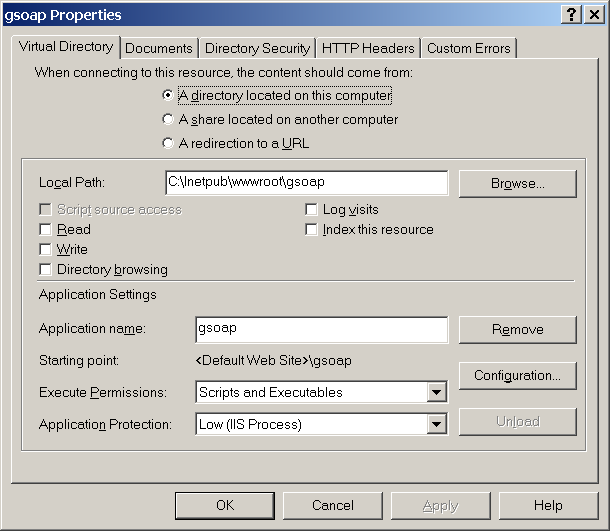 gsoap Properties
Virtual Directory Documents Directory Security HTTP Headers Custom Errors
When connecting to this resource, the content should come from:
A directory located on this computer
A share located on another computer
A redirection to a URL
Local Path: C:\Inetpub\wwwroot\gsoap Browse...
Script source access Log visits
Read Index this resource
Write
Directory browsing
Application Settings
Application name: gsoap Remove
Starting point: <Default Web Site>\gsoap
Configuration...
Execute Permissions: Scripts and Executables
Application Protection: Low (IIS Process) Unload
OK Cancel Apply Help